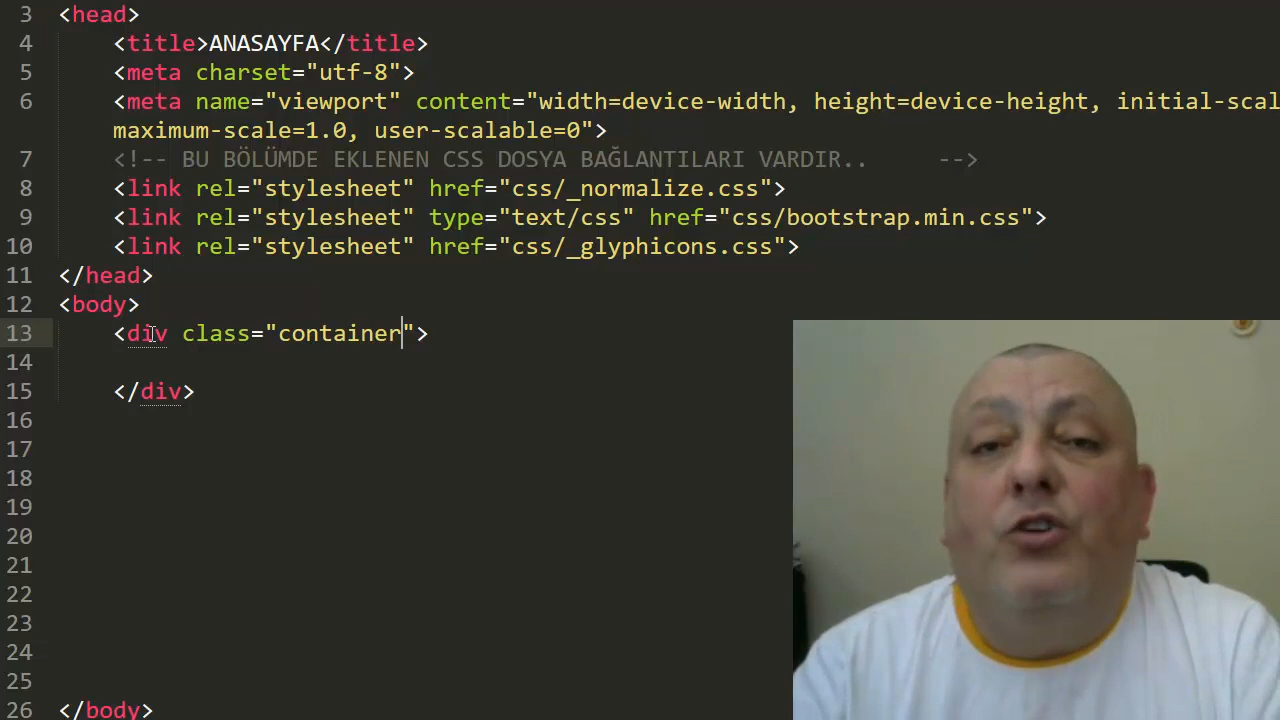 3 <head>
4 <title>ANASAYFA</title>
5 <meta charset="utf-8">
6 <meta name="viewport" content="width=device-width, height=device-height, initial-scal
maximum-scale=1.0, user-scalable=0">
7 <!-- BU BÖLÜMDE EKLENEN CSS DOSYA BAĞLANTILARI VARDIR.. -->
8 <link rel="stylesheet" href="css/_normalize.css">
9 <link rel="stylesheet" type="text/css" href="css/bootstrap.min.css">
10 <link rel="stylesheet" href="css/_glyphicons.css">
11 </head>
12 <body>
13 <div class="container">
14
15 </div>
16
17
18
19
20
21
22
23
24
25
26 </body>